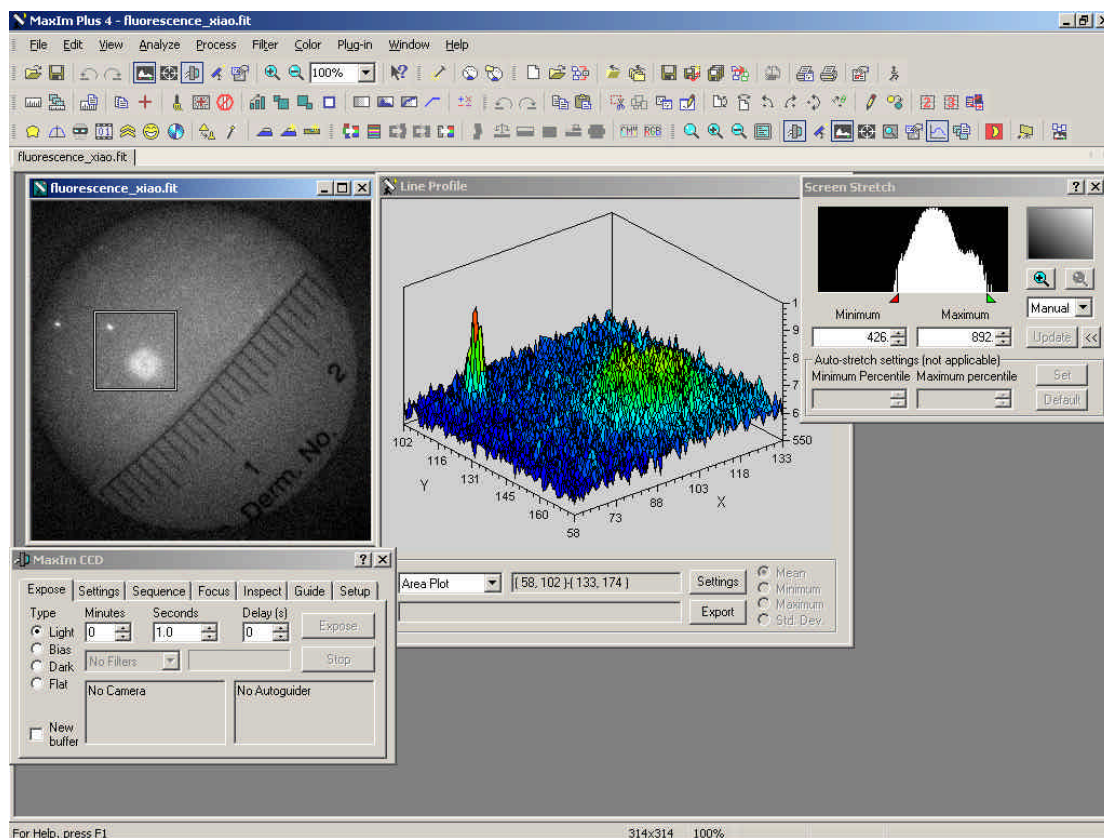 MaxIm Plus 4 - fluorescence_xiao.fit
File Edit View Analyze Process Filter Color Plug-in Window Help
100%
fluorescence_xiao.fit
fluorescence_xiao.fit
1
2
Derm. No.
Line Profile
1
9
8
7
6
550
102
116
131
145
160
58
Y
73
88
103
118
133
X
Area Plot
( 58, 102 )-( 133, 174 )
Settings
Export
Mean
Minimum
Maximum
Std. Dev.
Screen Stretch
Minimum Maximum
426. 892.
Manual
Update <<
Auto-stretch settings (not applicable)
Minimum Percentile Maximum percentile
Set
Default
MaxIm CCD
Expose Settings Sequence Focus Inspect Guide Setup
Type Minutes Seconds Delay (s)
Light 0 1.0 0 Expose
Bias
Dark No Filters Stop
Flat
No Camera No Autoguider
New
buffer
For Help, press F1
314x314 100%